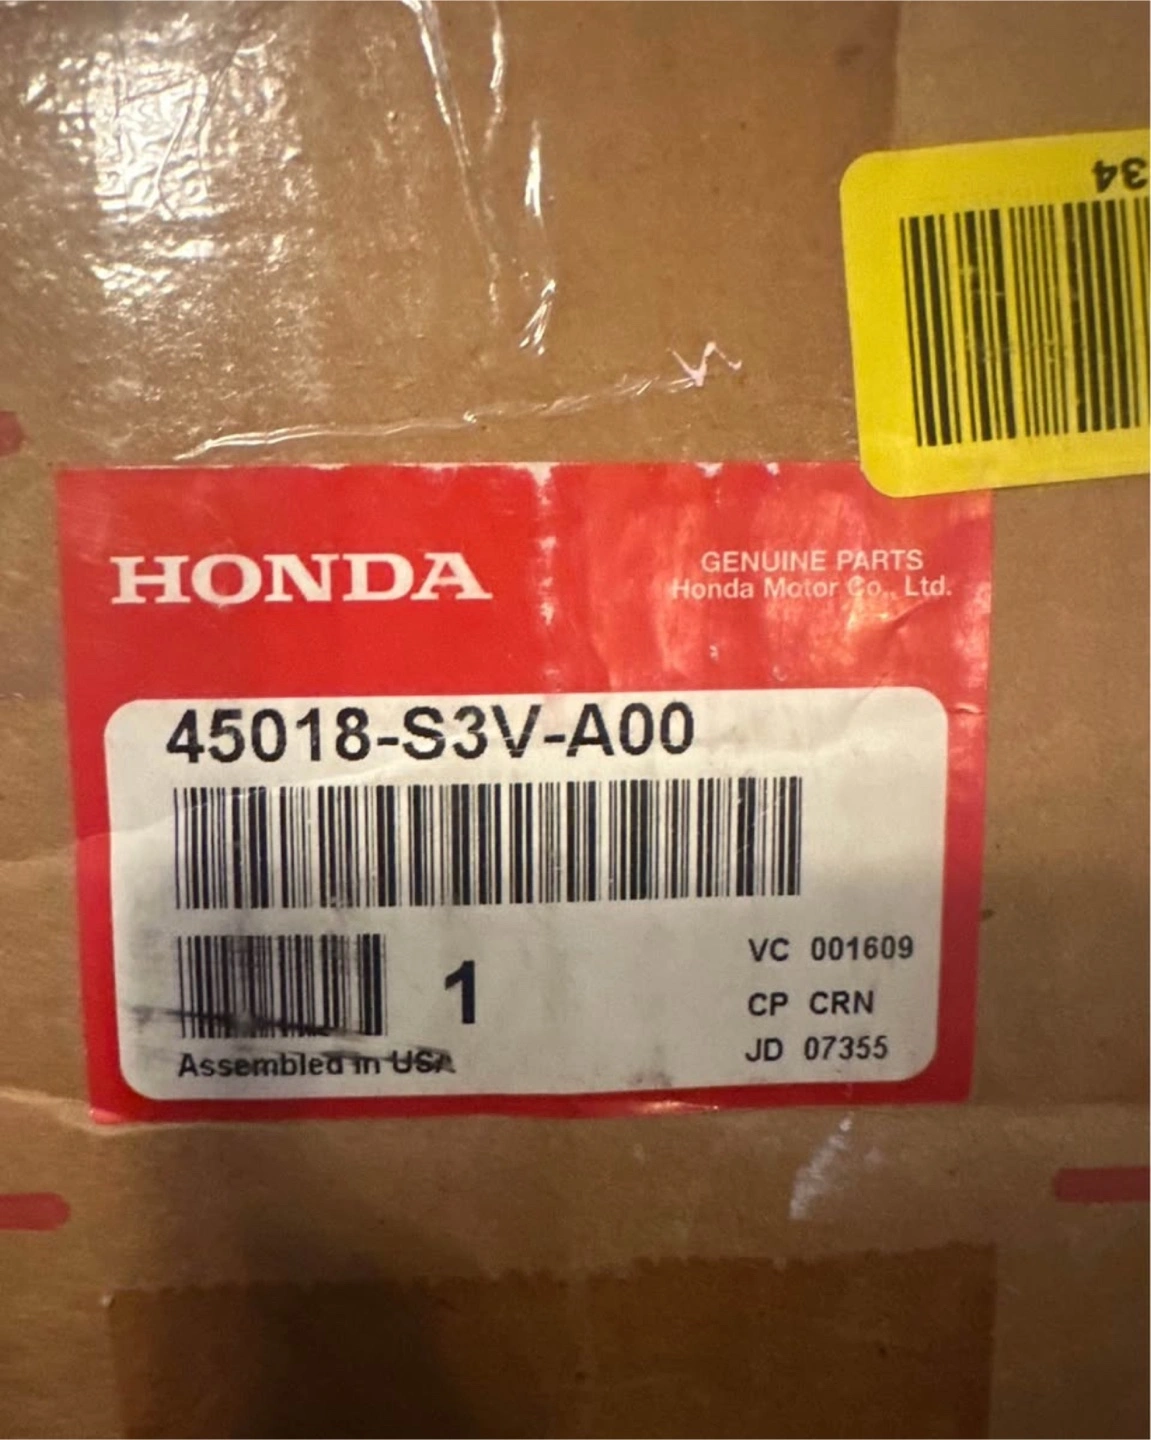 34
HONDA
GENUINE PARTS
Honda Motor Co., Ltd.
45018-S3V-A00
1
VC 001609
CP CRN
JD 07355
Assembled in USA